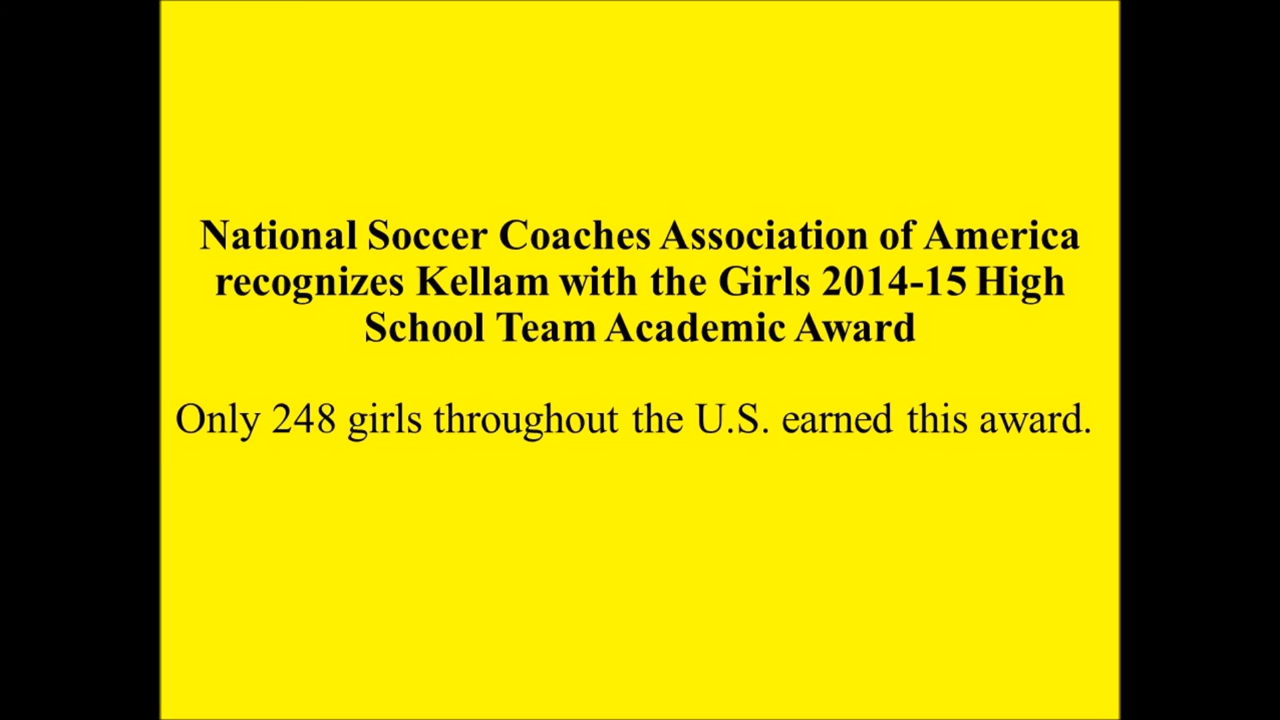 National Soccer Coaches Association of America
recognizes Kellam with the Girls 2014-15 High
School Team Academic Award
Only 248 girls throughout the U.S. earned this award.